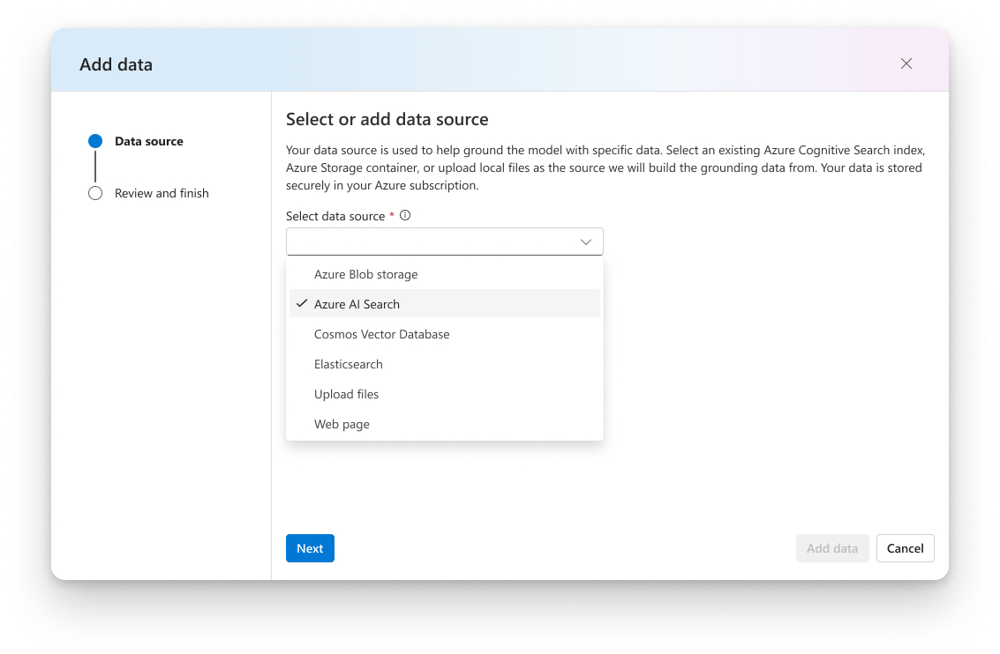 Add data
Data source
Review and finish
Select or add data source
Your data source is used to help ground the model with specific data. Select an existing Azure Cognitive Search index,
Azure Storage container, or upload local files as the source we will build the grounding data from. Your data is stored
securely in your Azure subscription.
Select data source *
Azure Blob storage
Azure AI Search
Cosmos Vector Database
Elasticsearch
Upload files
Web page
Next
Add data
Cancel